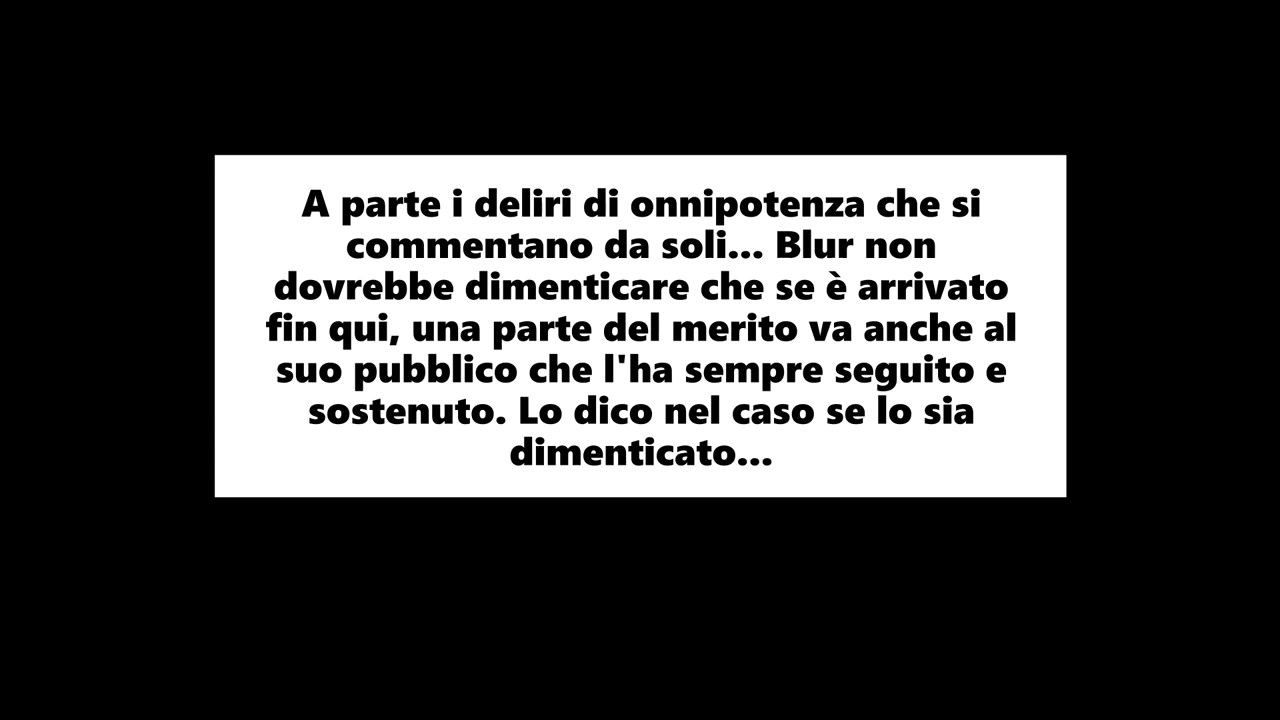 A parte i deliri di onnipotenza che si
commentano da soli... Blur non
dovrebbe dimenticare che se è arrivato
fin qui, una parte del merito va anche al
suo pubblico che l'ha sempre seguito e
sostenuto. Lo dico nel caso se lo sia
dimenticato...